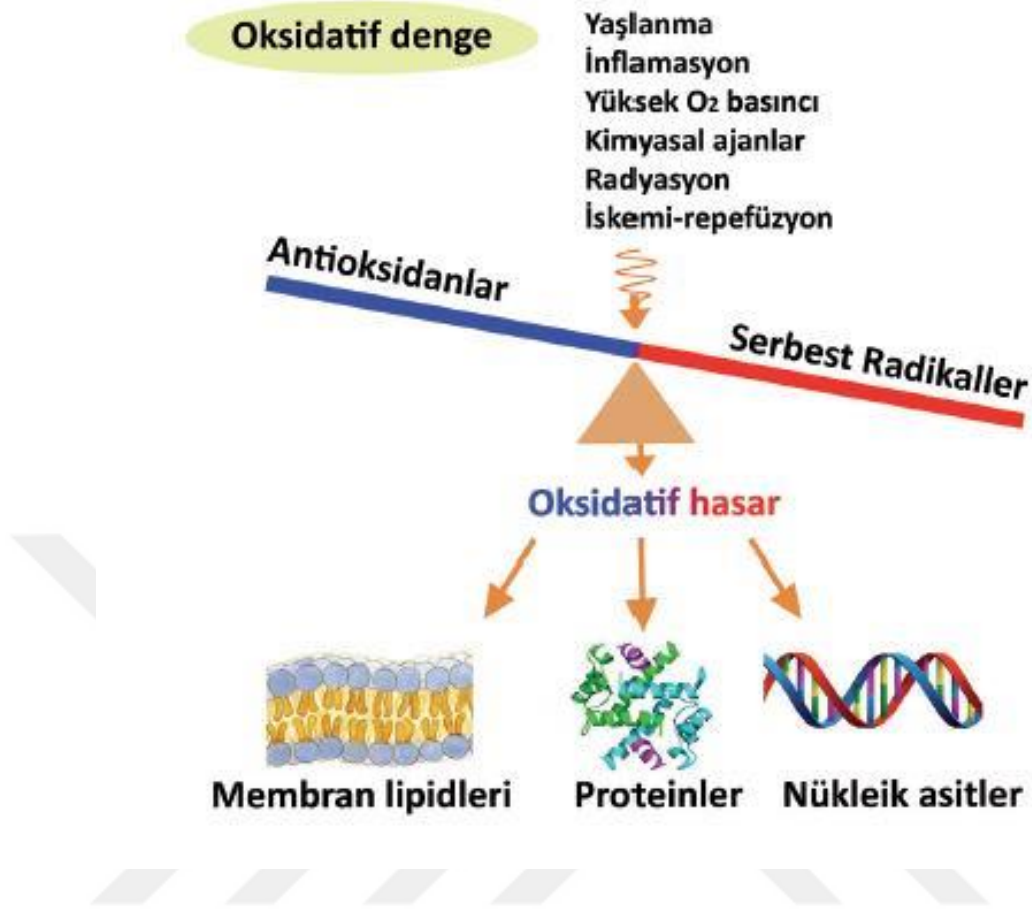 Oksidatif denge
Yaşlanma
İnflamasyon
Yüksek O2 basıncı
Kimyasal ajanlar
Radyasyon
İskemi-repefüzyon
Antioksidanlar
Serbest Radikaller
Oksidatif hasar
Membran lipidleri
Proteinler
Nükleik asitler